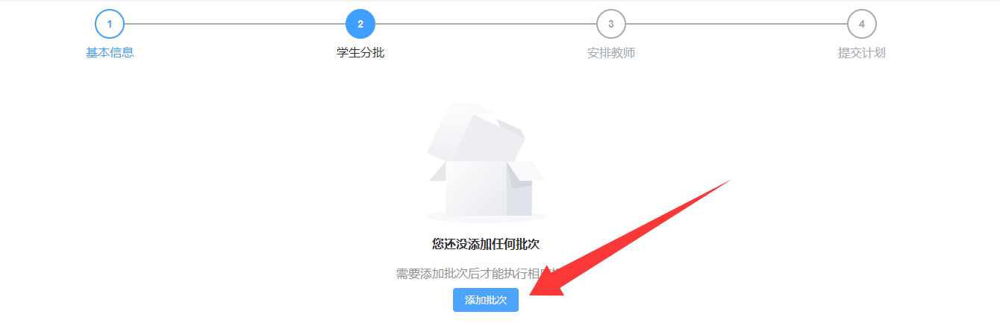 1 2 3 4
基本信息 学生分批 安排教师 提交计划
您还没添加任何批次
需要添加批次后才能执行相
添加批次